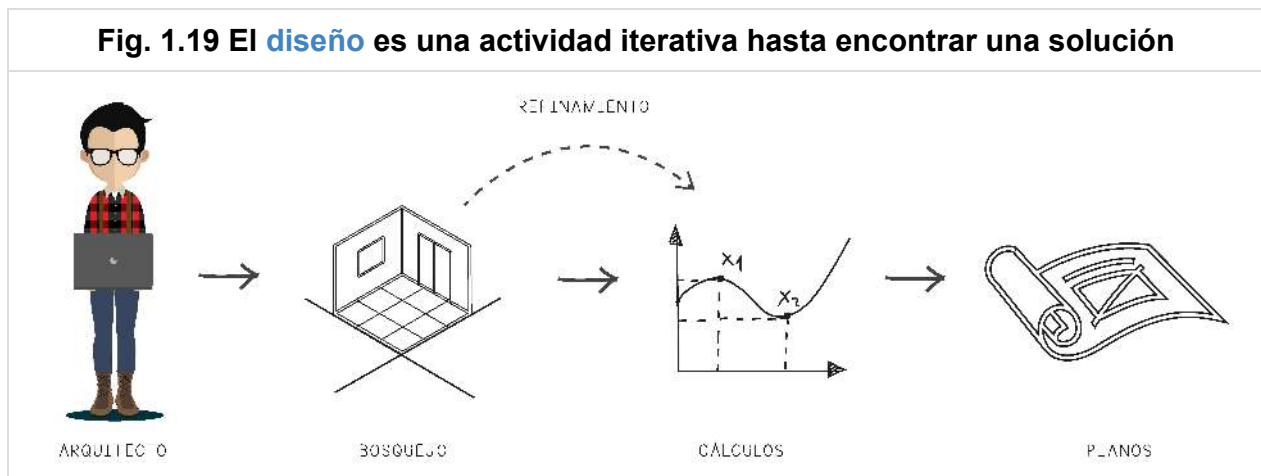 Fig. 1.19 El diseño es una actividad iterativa hasta encontrar una solución
REFINAMIENTO
X1
X2
ARQUITECTO
BOSQUEJO
CÁLCULOS
PLANOS